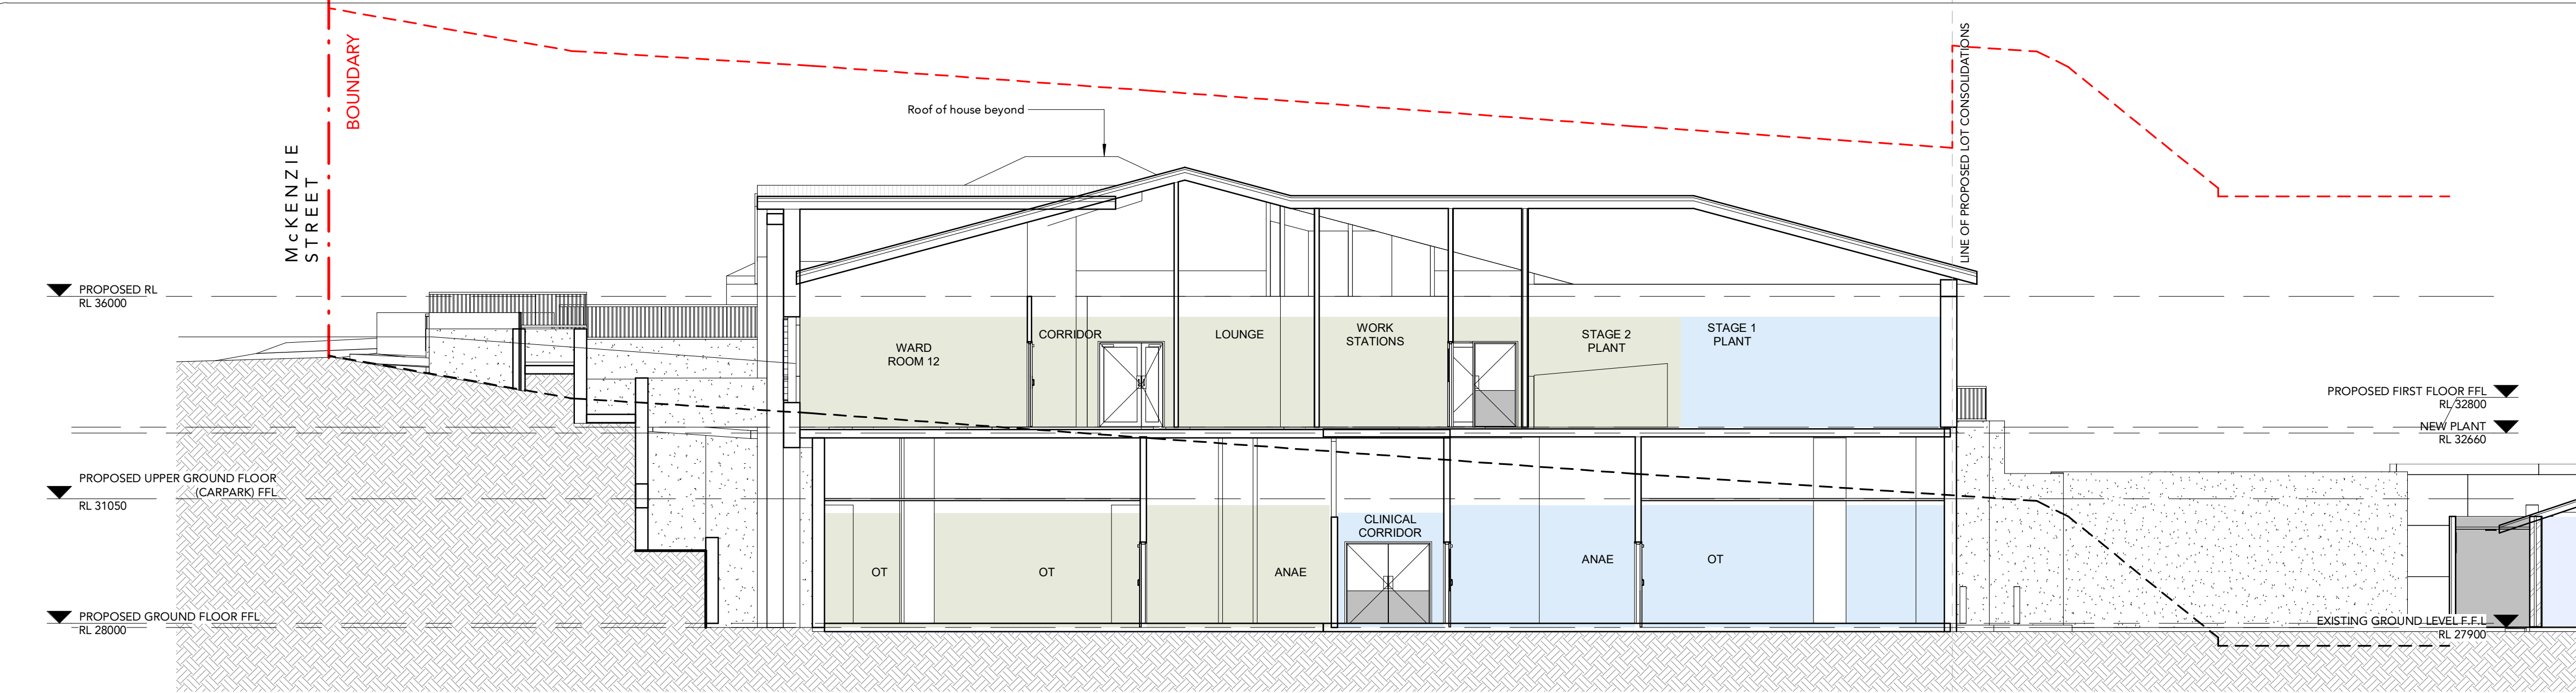 BOUNDARY
McKENZIE
STREET
Roof of house beyond
LINE OF PROPOSED LOT CONSOLIDATIONS
PROPOSED RL
RL 36000
WARD
ROOM 12
CORRIDOR
LOUNGE
WORK
STATIONS
STAGE 2
PLANT
STAGE 1
PLANT
PROPOSED FIRST FLOOR FFL
RL 32800
NEW PLANT
RL 32660
PROPOSED UPPER GROUND FLOOR
(CARPARK) FFL
RL 31050
OT
OT
ANAE
CLINICAL
CORRIDOR
ANAE
OT
PROPOSED GROUND FLOOR FFL
RL 28000
EXISTING GROUND LEVEL F.F.L
RL 27900